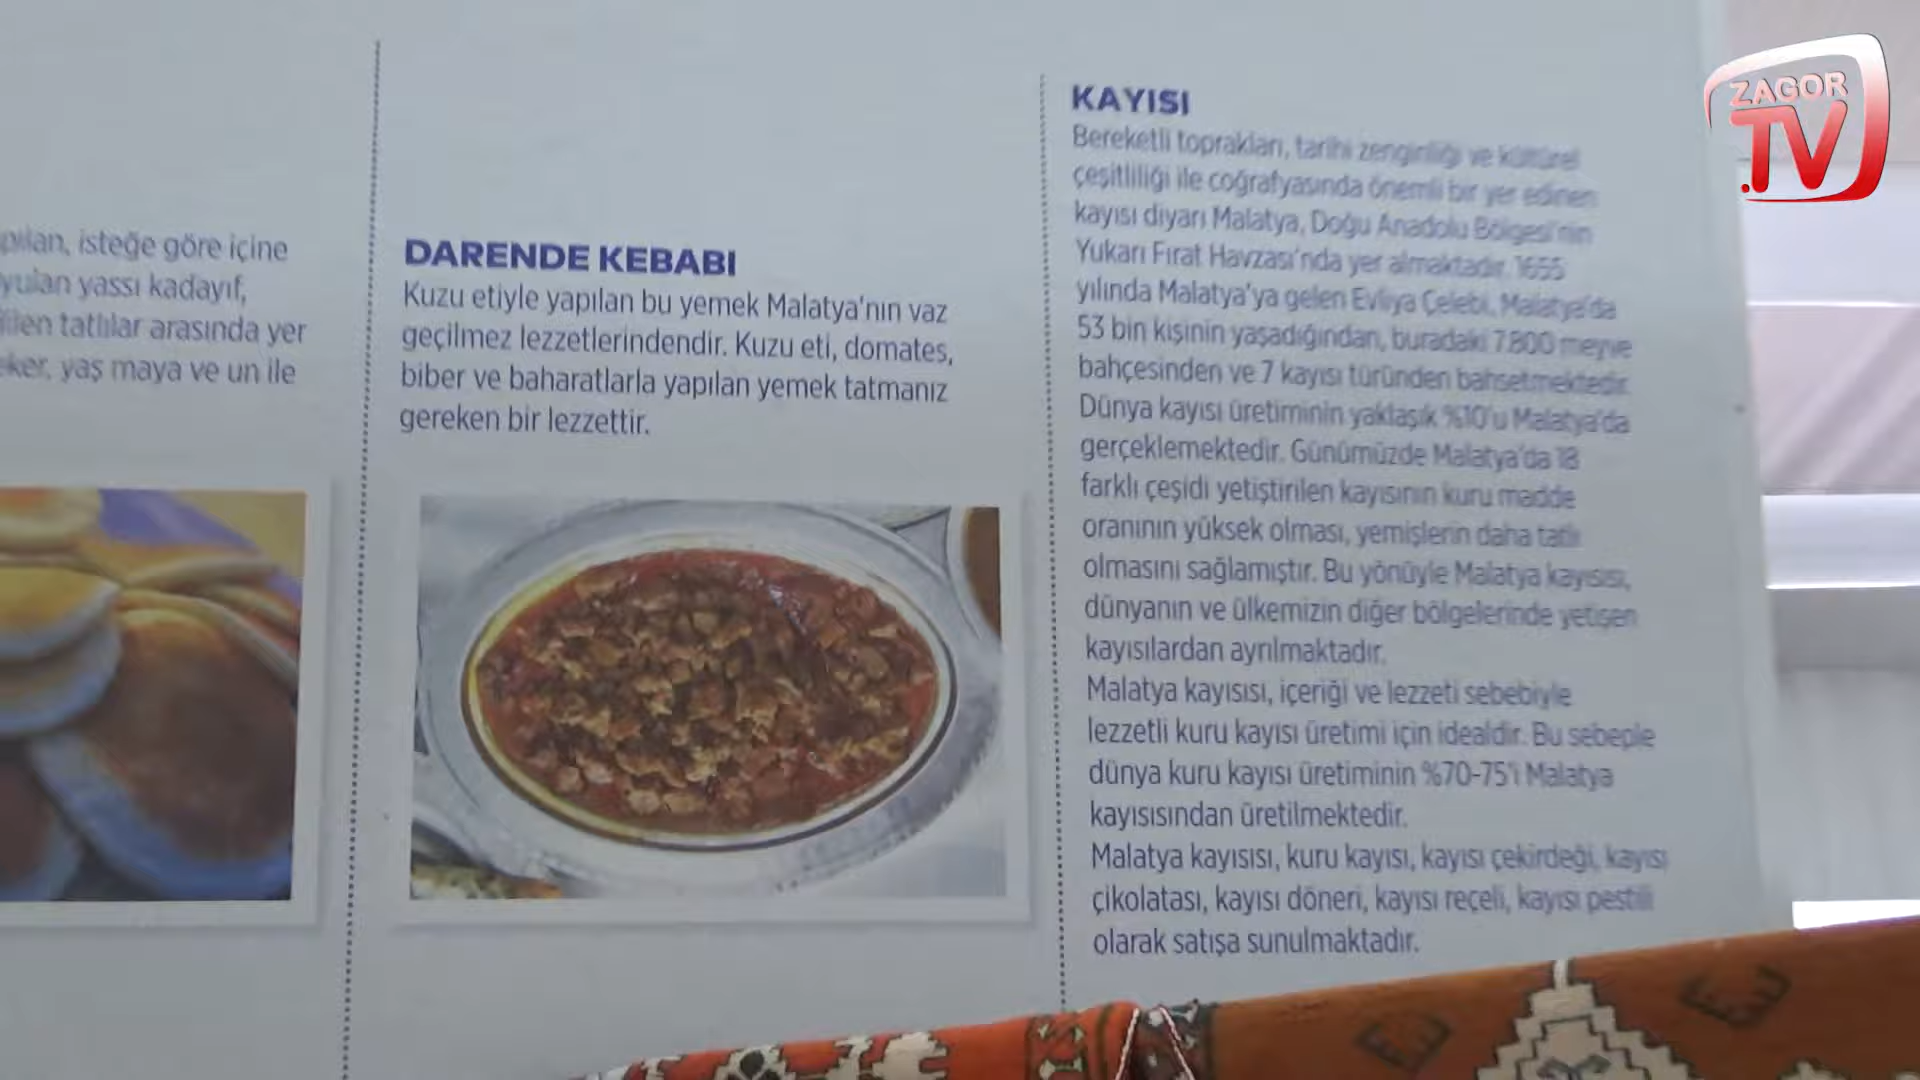 pılan, isteğe göre içine
yulan yassı kadayıf,
len tatlılar arasında yer
eker, yaş maya ve un ile
DARENDE KEBABI
Kuzu etiyle yapılan bu yemek Malatya'nın vaz
geçilmez lezzetlerindendir. Kuzu eti, domates,
biber ve baharatlarla yapılan yemek tatmanız
gereken bir lezzettir.
KAYISI
Bereketli toprakları, tarihi zenginliği ve kültürel
çeşitliliği ile coğrafyasında önemli bir yer edinen
kayısı diyarı Malatya, Doğu Anadolu Bölgesi'nin
Yukarı Fırat Havzası'nda yer almaktadır. 1655
yılında Malatya'ya gelen Evliya Çelebi, Malatya'da
53 bin kişinin yaşadığından, buradaki 7.800 meyve
bahçesinden ve 7 kayısı türünden bahsetmektedir.
Dünya kayısı üretiminin yaklaşık %10'u Malatya'da
gerçeklemektedir. Günümüzde Malatya'da 18
farklı çeşidi yetiştirilen kayısının kuru madde
oranının yüksek olması, yemişlerin daha tatlı
olmasını sağlamıştır. Bu yönüyle Malatya kayısısı,
dünyanın ve ülkemizin diğer bölgelerinde yetişen
kayısılardan ayrılmaktadır.
Malatya kayısısı, içeriği ve lezzeti sebebiyle
lezzetli kuru kayısı üretimi için idealdir. Bu sebeple
dünya kuru kayısı üretiminin %70-75'i Malatya
kayısısından üretilmektedir.
Malatya kayısısı, kuru kayısı, kayısı çekirdeği, kayısı
çikolatası, kayısı döneri, kayısı reçeli, kayısı pestili
olarak satışa sunulmaktadır.
ZAGOR
.TV